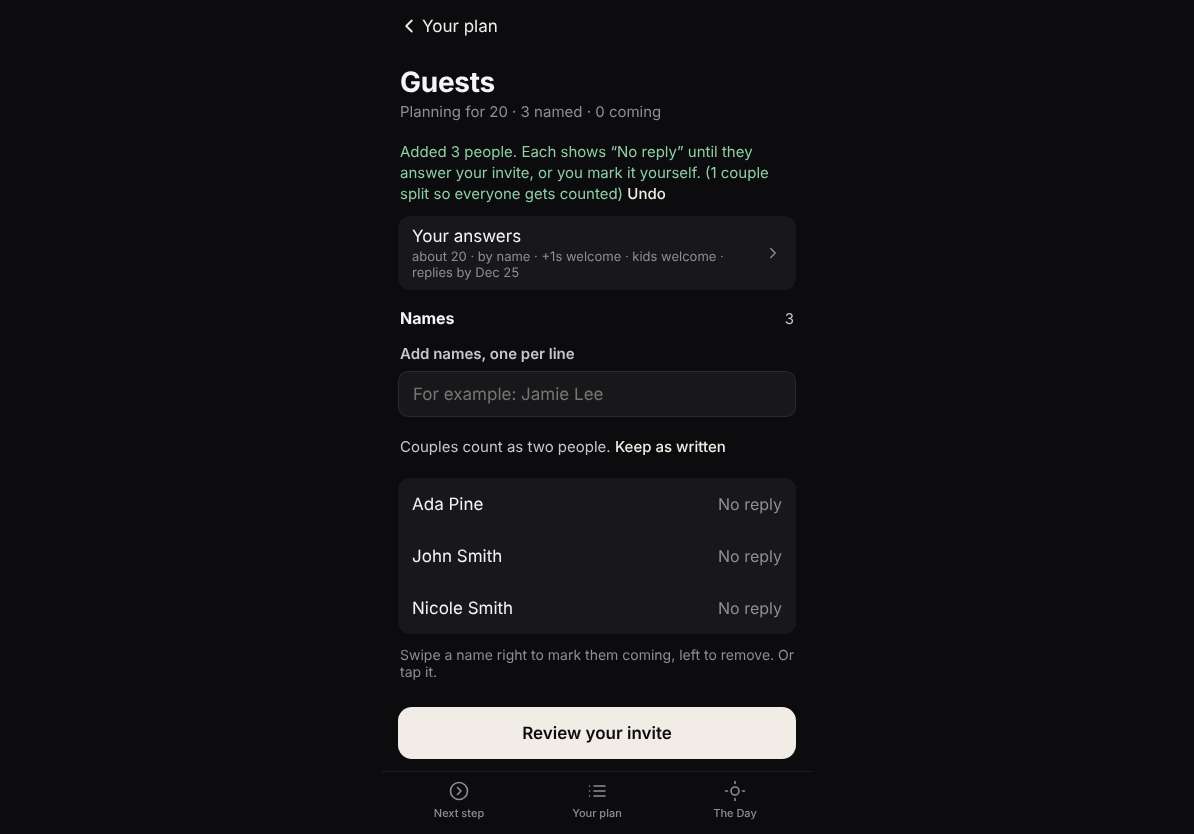 Your plan
Guests
Planning for 20 · 3 named · 0 coming
Added 3 people. Each shows “No reply” until they
answer your invite, or you mark it yourself. (1 couple
split so everyone gets counted) Undo
Your answers
about 20 · by name · +1s welcome · kids welcome ·
replies by Dec 25
Names 3
Add names, one per line
For example: Jamie Lee
Couples count as two people. Keep as written
Ada Pine No reply
John Smith No reply
Nicole Smith No reply
Swipe a name right to mark them coming, left to remove. Or
tap it.
Review your invite
Next step Your plan The Day